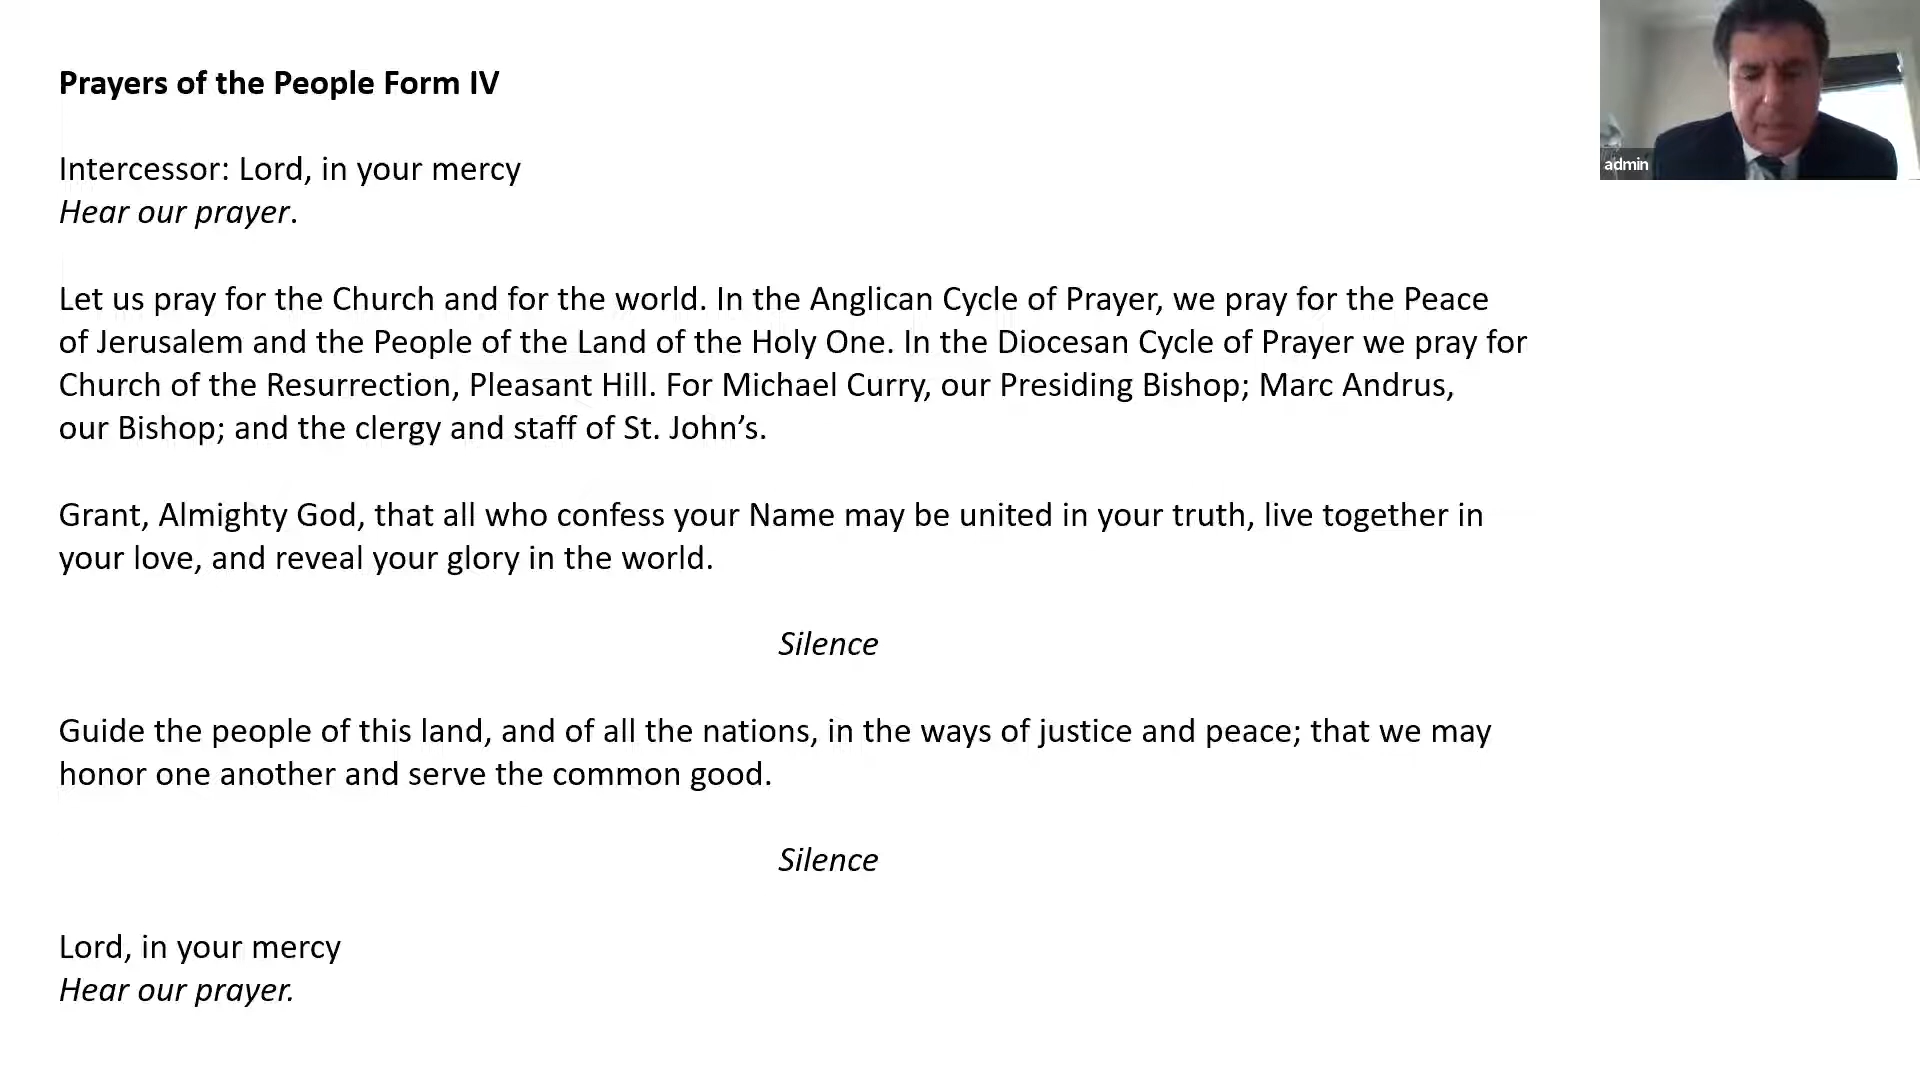 Prayers of the People Form IV
Intercessor: Lord, in your mercy
Hear our prayer.
Let us pray for the Church and for the world. In the Anglican Cycle of Prayer, we pray for the Peace
of Jerusalem and the People of the Land of the Holy One. In the Diocesan Cycle of Prayer we pray for
Church of the Resurrection, Pleasant Hill. For Michael Curry, our Presiding Bishop; Marc Andrus,
our Bishop; and the clergy and staff of St. John’s.
Grant, Almighty God, that all who confess your Name may be united in your truth, live together in
your love, and reveal your glory in the world.
Silence
Guide the people of this land, and of all the nations, in the ways of justice and peace; that we may
honor one another and serve the common good.
Silence
Lord, in your mercy
Hear our prayer.
admin